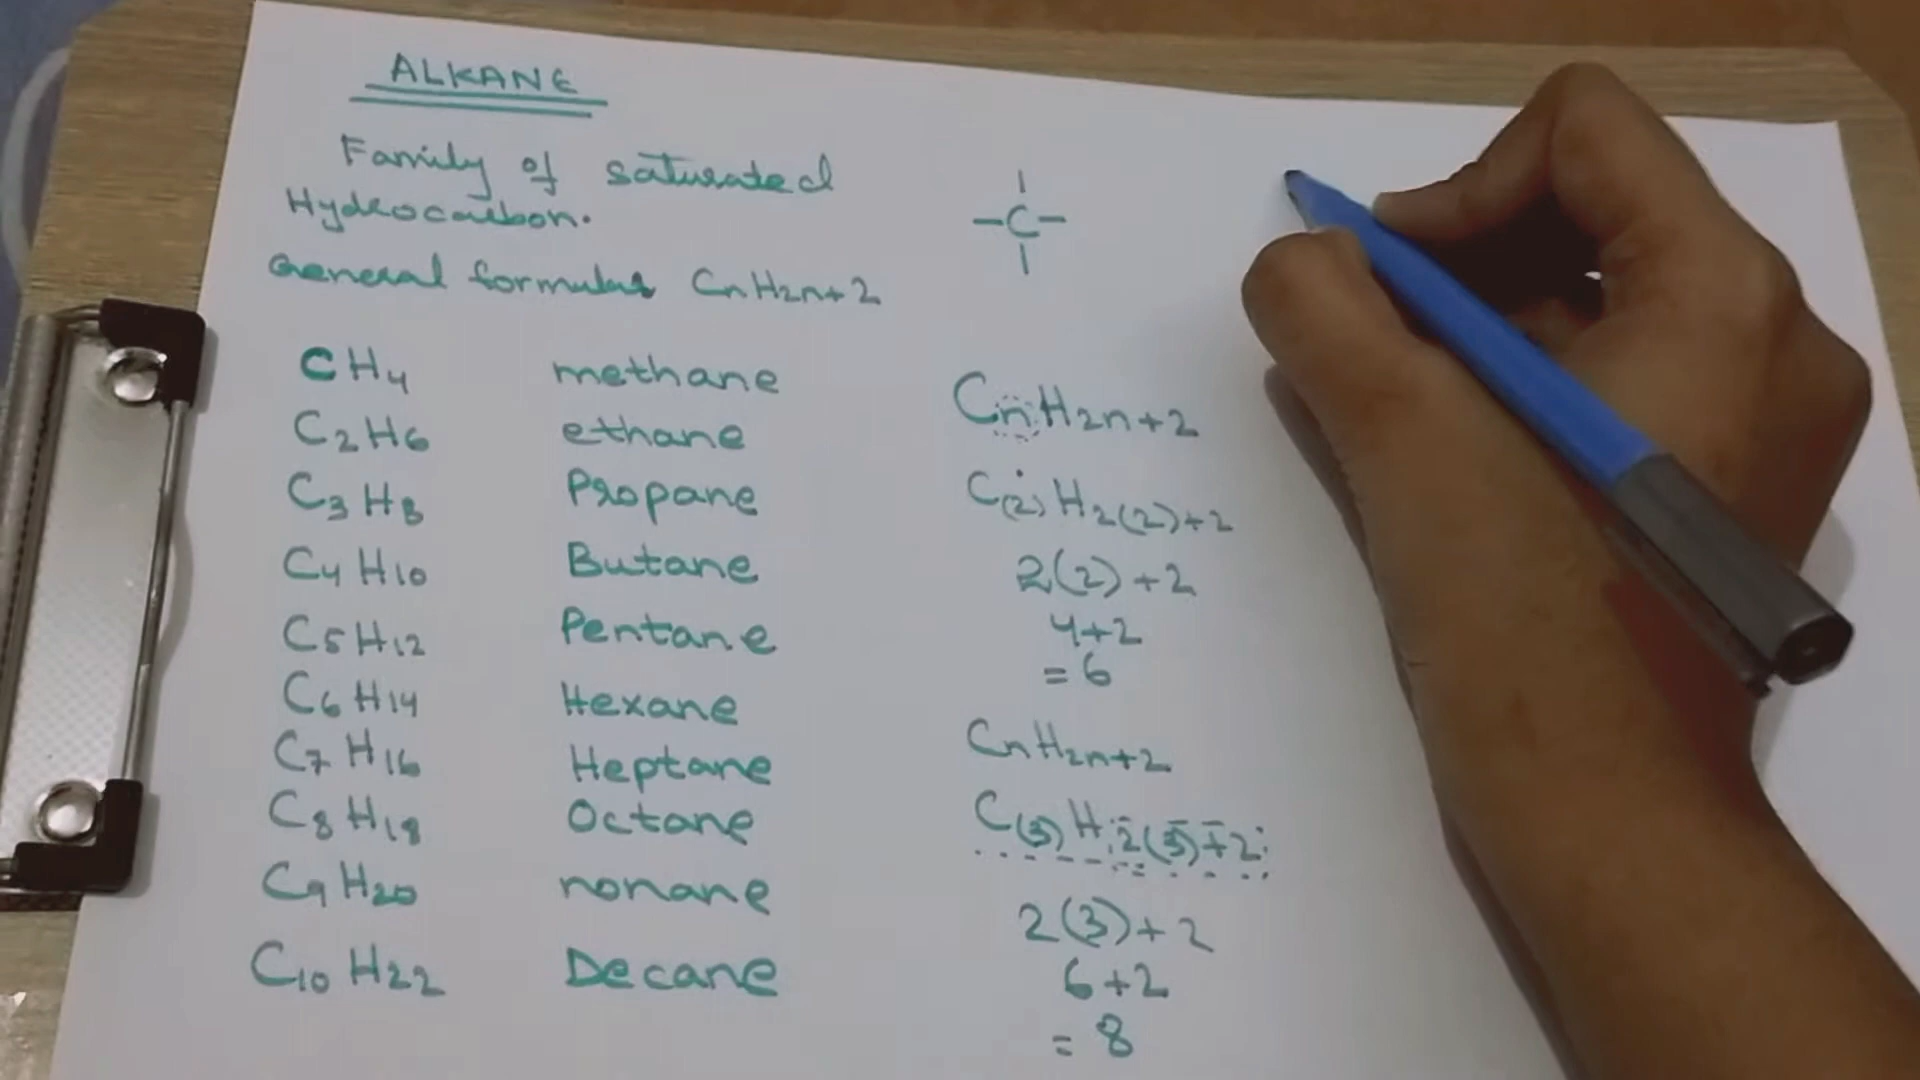 ALKANE
Family of saturated
Hydrocarbon.
General formular CnH2n+2
CH4 methane
C2H6 ethane
C3H8 Propane
C4H10 Butane
C5H12 Pentane
C6H14 Hexane
C7H16 Heptane
C8H18 Octane
C9H20 nonane
C10H22 Decane
-C-
CnH2n+2
C(2)H2(2)+2
2(2)+2
4+2
=6
CnH2n+2
C(3)H2(3)+2
2(3)+2
6+2
=8